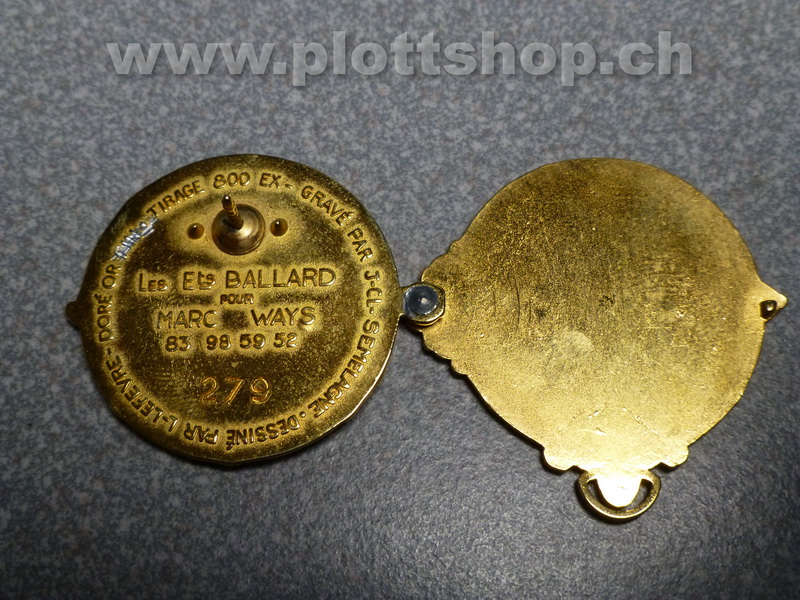 www.plottshop.ch
TIRAGE 800 EX - GRAVÉ PAR J-CL- SEMELAGNE . DESSINÉ PAR L-LEFEVRE - DORÉ OR
LES Ets BALLARD
POUR
MARC WAYS
83 98 59 52
279